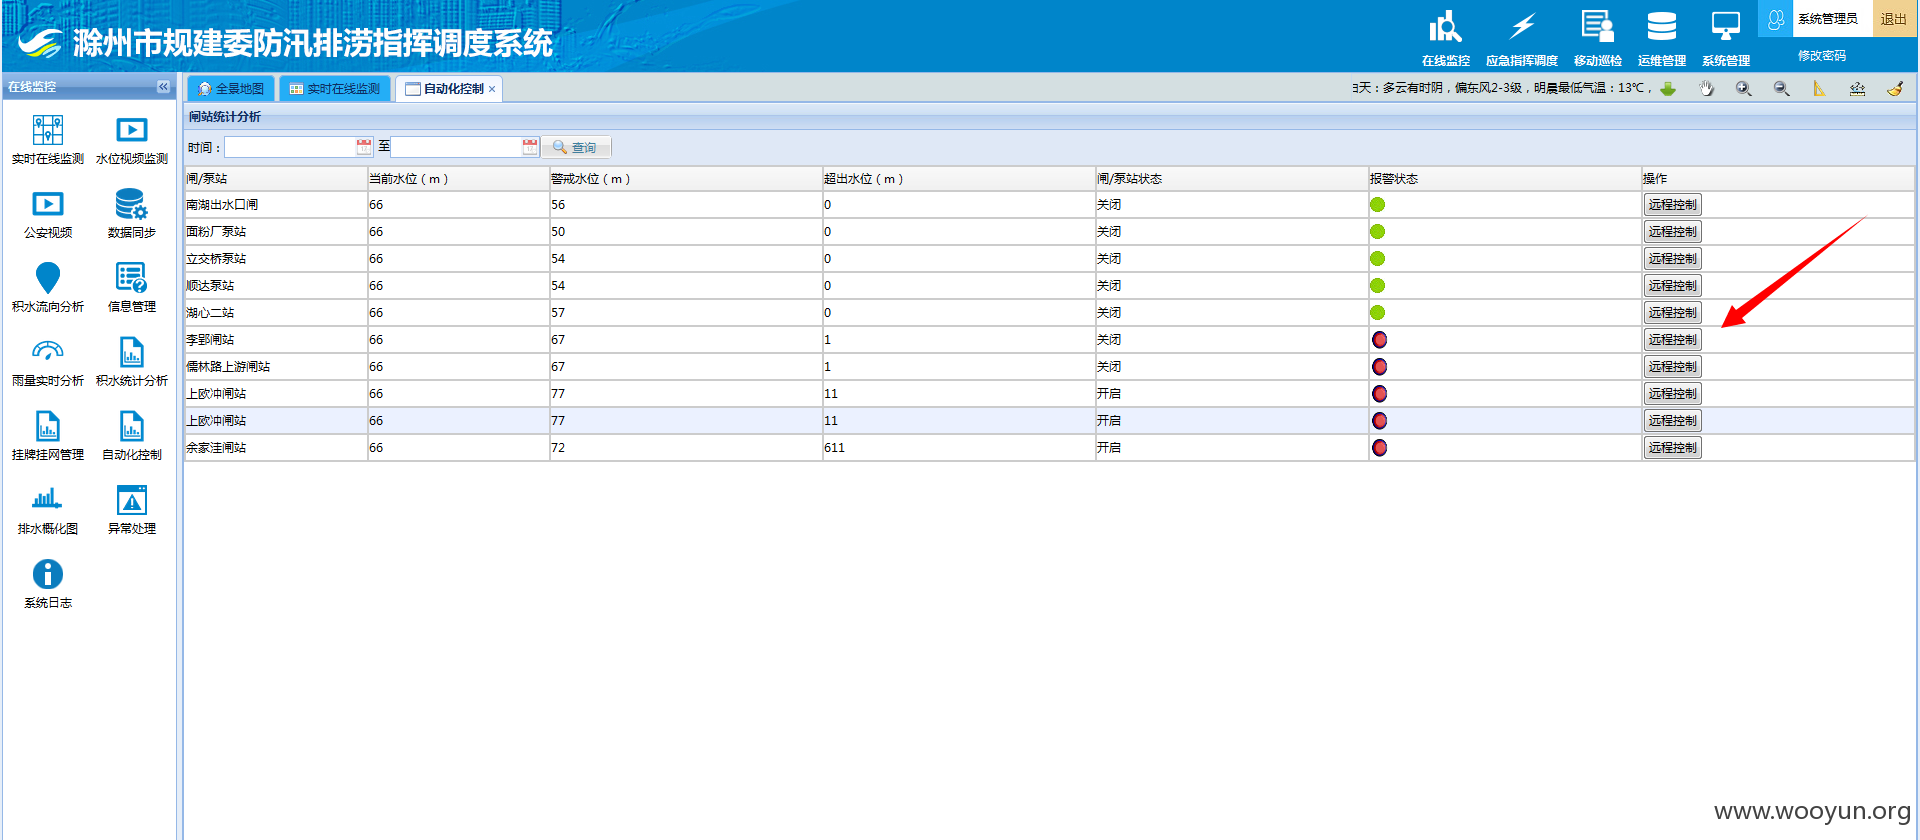 滁州市规建委防汛排涝指挥调度系统
在线监控 应急指挥调度 移动巡检 运维管理 系统管理
系统管理员 退出
修改密码
在线监控
全景地图 实时在线监测 自动化控制
天：多云有时阴，偏东风2-3级，明晨最低气温：13℃，
实时在线监测 水位视频监测
公安视频 数据同步
积水流向分析 信息管理
雨量实时分析 积水统计分析
挂牌挂网管理 自动化控制
排水概化图 异常处理
系统日志
闸站统计分析
时间： 至 查询
闸/泵站 当前水位（m） 警戒水位（m） 超出水位（m） 闸/泵站状态 报警状态 操作
南湖出水口闸 66 56 0 关闭 远程控制
面粉厂泵站 66 50 0 关闭 远程控制
立交桥泵站 66 54 0 关闭 远程控制
顺达泵站 66 54 0 关闭 远程控制
湖心二站 66 57 0 关闭 远程控制
李郢闸站 66 67 1 关闭 远程控制
儒林路上游闸站 66 67 1 关闭 远程控制
上欧冲闸站 66 77 11 开启 远程控制
上欧冲闸站 66 77 11 开启 远程控制
余家洼闸站 66 72 611 开启 远程控制
www.wooyun.org